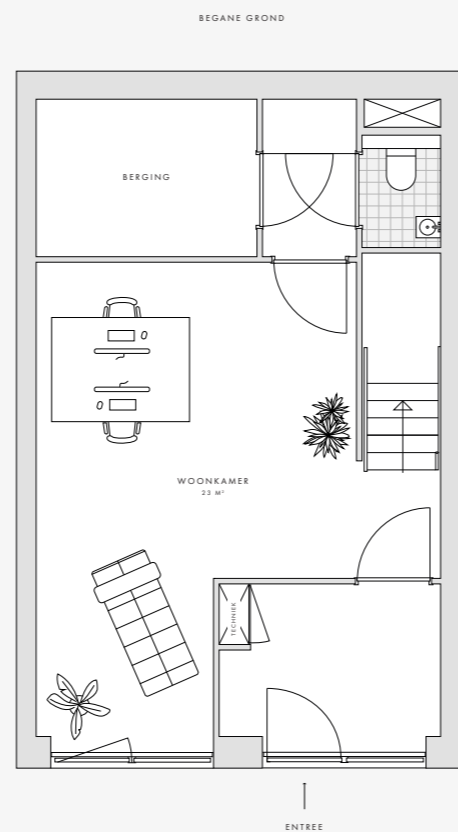 BEGANE GROND
BERGING
WOONKAMER
23 M²
TECHNIEK
ENTREE